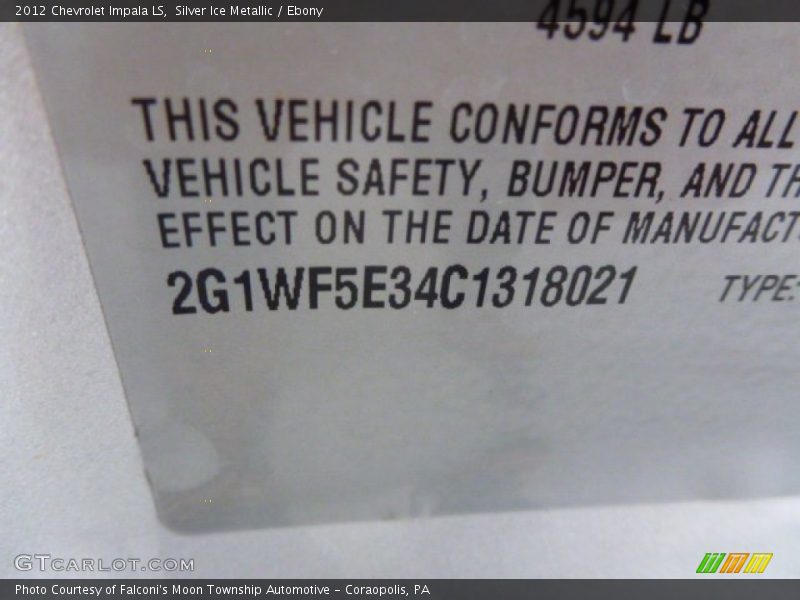 2012 Chevrolet Impala LS, Silver Ice Metallic / Ebony
4594 LB
THIS VEHICLE CONFORMS TO ALL
VEHICLE SAFETY, BUMPER, AND TH
EFFECT ON THE DATE OF MANUFACT
2G1WF5E34C1318021 TYPE:
GTCARLOT.COM
Photo Courtesy of Falconi's Moon Township Automotive - Coraopolis, PA